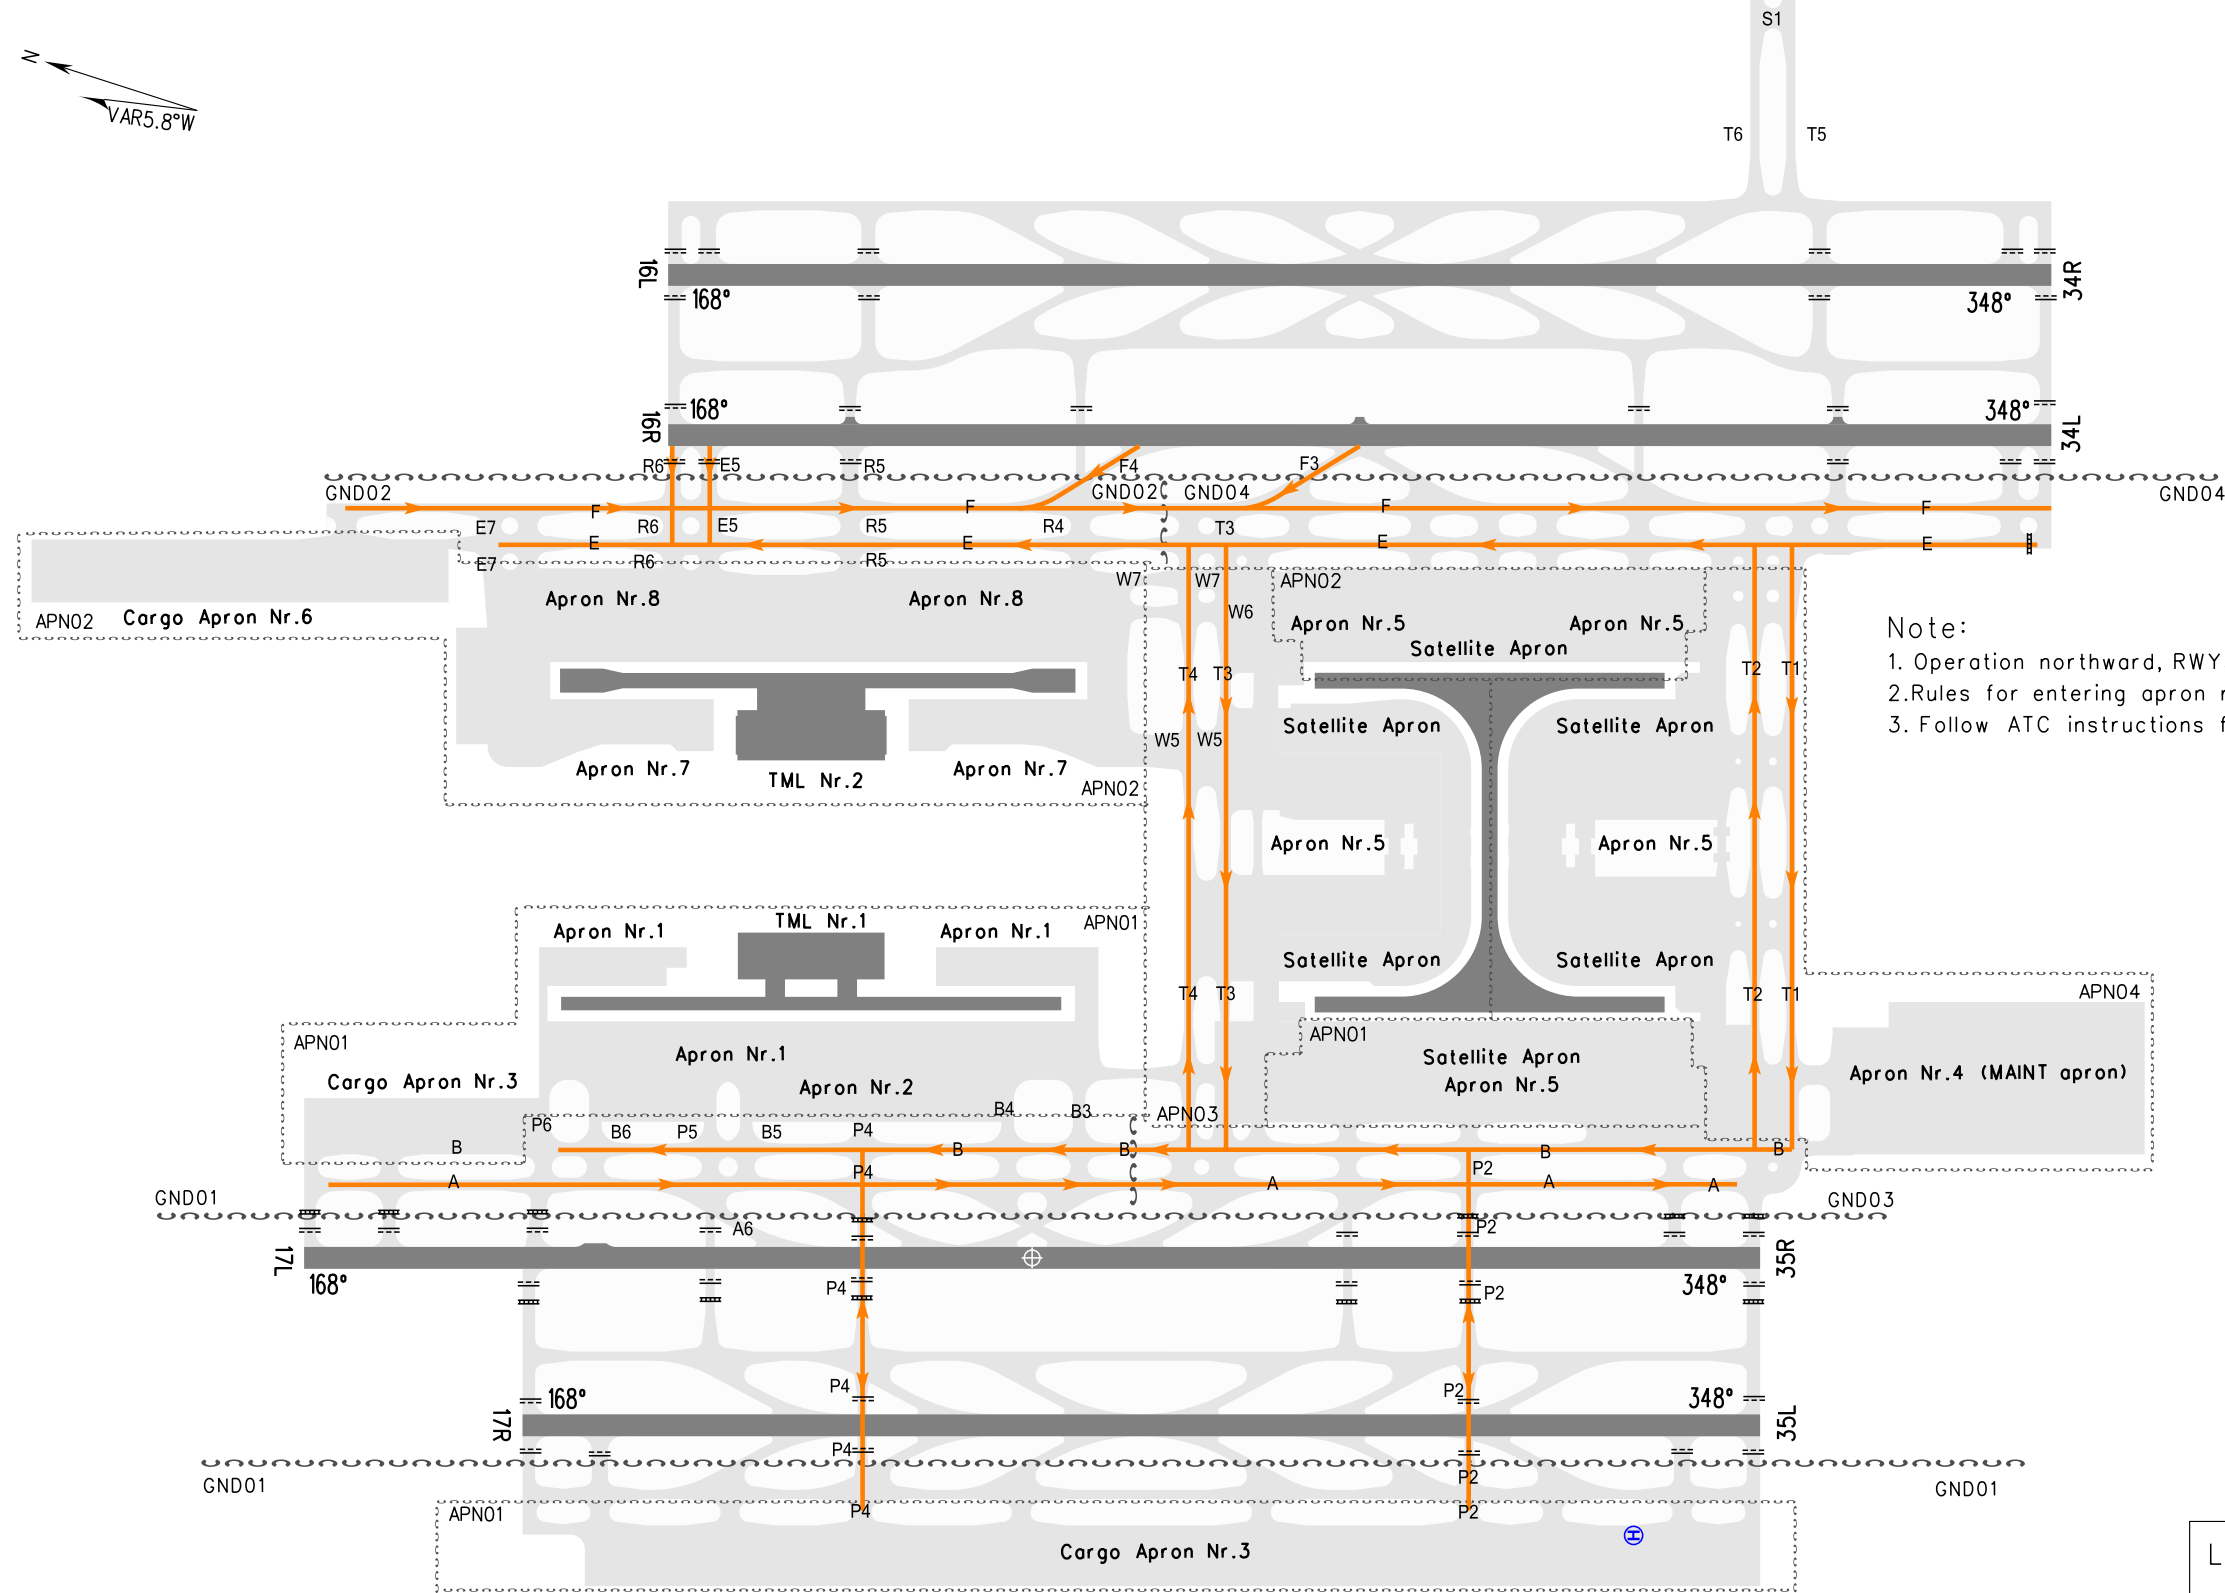 S1
N
VAR5.8°W
T6 T5
16L 34R
168° 348°
168° 348°
16R 34L
R6 E5 R5 F4 F3
GND02 GND02 GND04 GND04
F F F F
E7 R6 E5 R5 R4 T3
E E E E
E7 R6 R5 W7 W7 APN02
Apron Nr.8 Apron Nr.8 W6
APN02 Cargo Apron Nr.6 Apron Nr.5 Apron Nr.5
Satellite Apron
Note:
1. Operation northward, RWY
2.Rules for entering apron
3. Follow ATC instructions
T4 T3 T2 T1
Satellite Apron Satellite Apron
W5 W5
Apron Nr.7 TML Nr.2 Apron Nr.7
APN02
Apron Nr.5 Apron Nr.5
Apron Nr.1 TML Nr.1 Apron Nr.1 APN01
Satellite Apron Satellite Apron
T4 T3 T2 T1 APN04
APN01 APN01
Apron Nr.1 Satellite Apron
Cargo Apron Nr.3 Apron Nr.2 Apron Nr.5 Apron Nr.4 (MAINT apron)
B4 B3 APN03
P6 B6 P5 B5 P4
B B B B B
P4 P2
A A A A
GND01 GND03
A6 P2
17L 35R
168° P4 P2 348°
P4 P2
168° 348°
17R 35L
P4
GND01 P2 GND01
APN01 P4 P2
H
Cargo Apron Nr.3
L